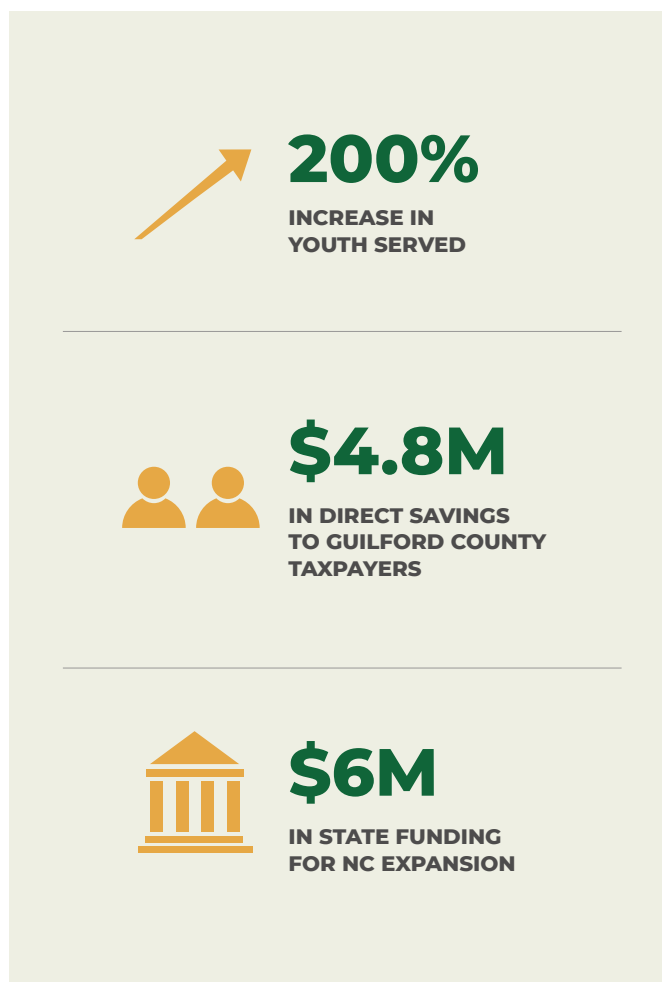 200%
INCREASE IN
YOUTH SERVED
$4.8M
IN DIRECT SAVINGS
TO GUILFORD COUNTY
TAXPAYERS
$6M
IN STATE FUNDING
FOR NC EXPANSION